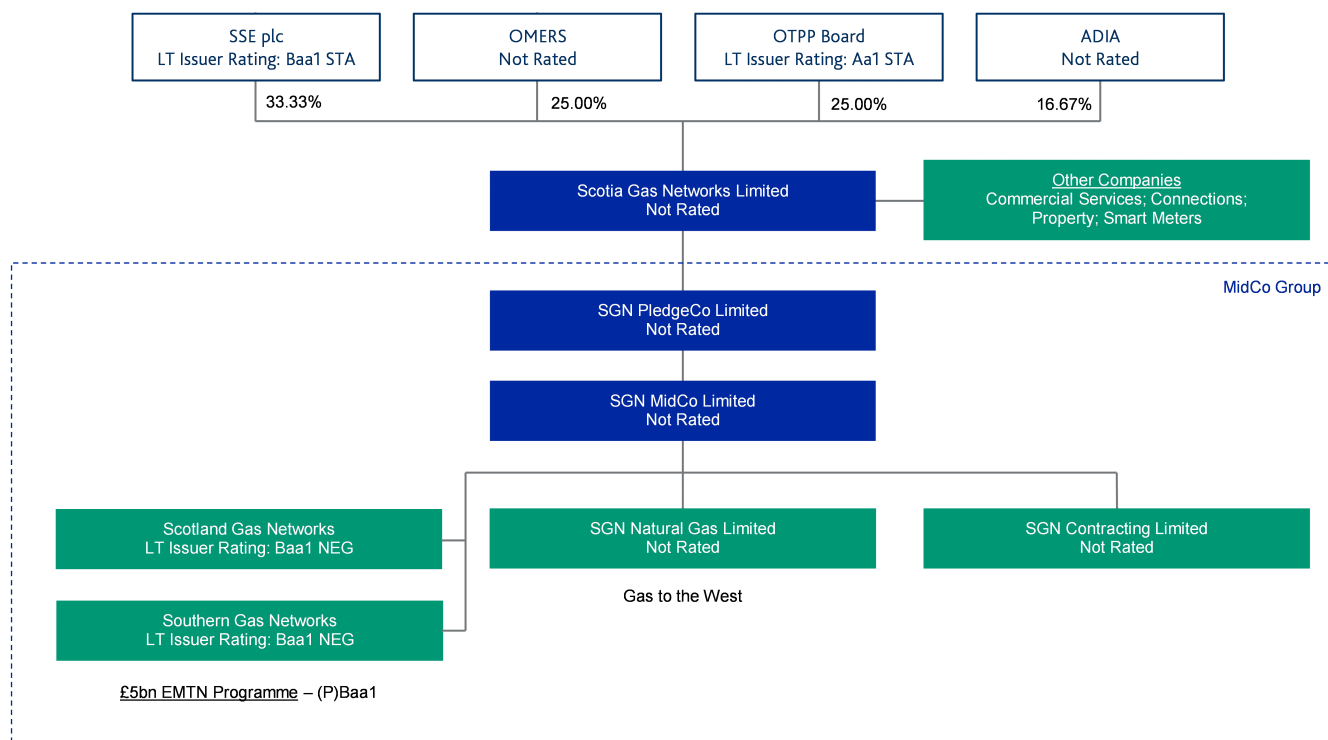 SSE plc
LT Issuer Rating: Baa1 STA
OMERS
Not Rated
OTPP Board
LT Issuer Rating: Aa1 STA
ADIA
Not Rated
33.33%
25.00%
25.00%
16.67%
Scotia Gas Networks Limited
Not Rated
Other Companies
Commercial Services; Connections;
Property; Smart Meters
MidCo Group
SGN PledgeCo Limited
Not Rated
SGN MidCo Limited
Not Rated
Scotland Gas Networks
LT Issuer Rating: Baa1 NEG
SGN Natural Gas Limited
Not Rated
SGN Contracting Limited
Not Rated
Gas to the West
Southern Gas Networks
LT Issuer Rating: Baa1 NEG
£5bn EMTN Programme – (P)Baa1